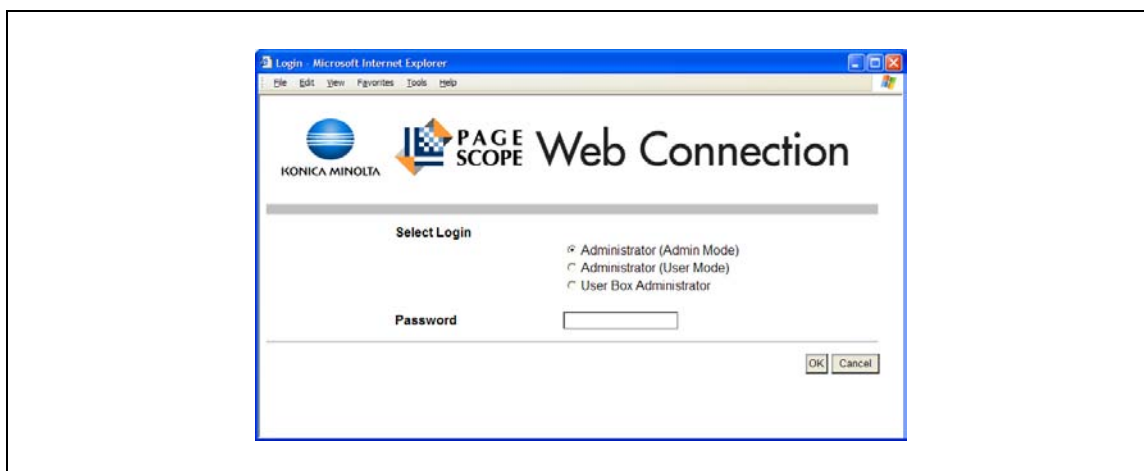 Login - Microsoft Internet Explorer
File Edit View Favorites Tools Help
KONICA MINOLTA
PAGE SCOPE Web Connection
Select Login
Administrator (Admin Mode)
Administrator (User Mode)
User Box Administrator
Password
OK Cancel